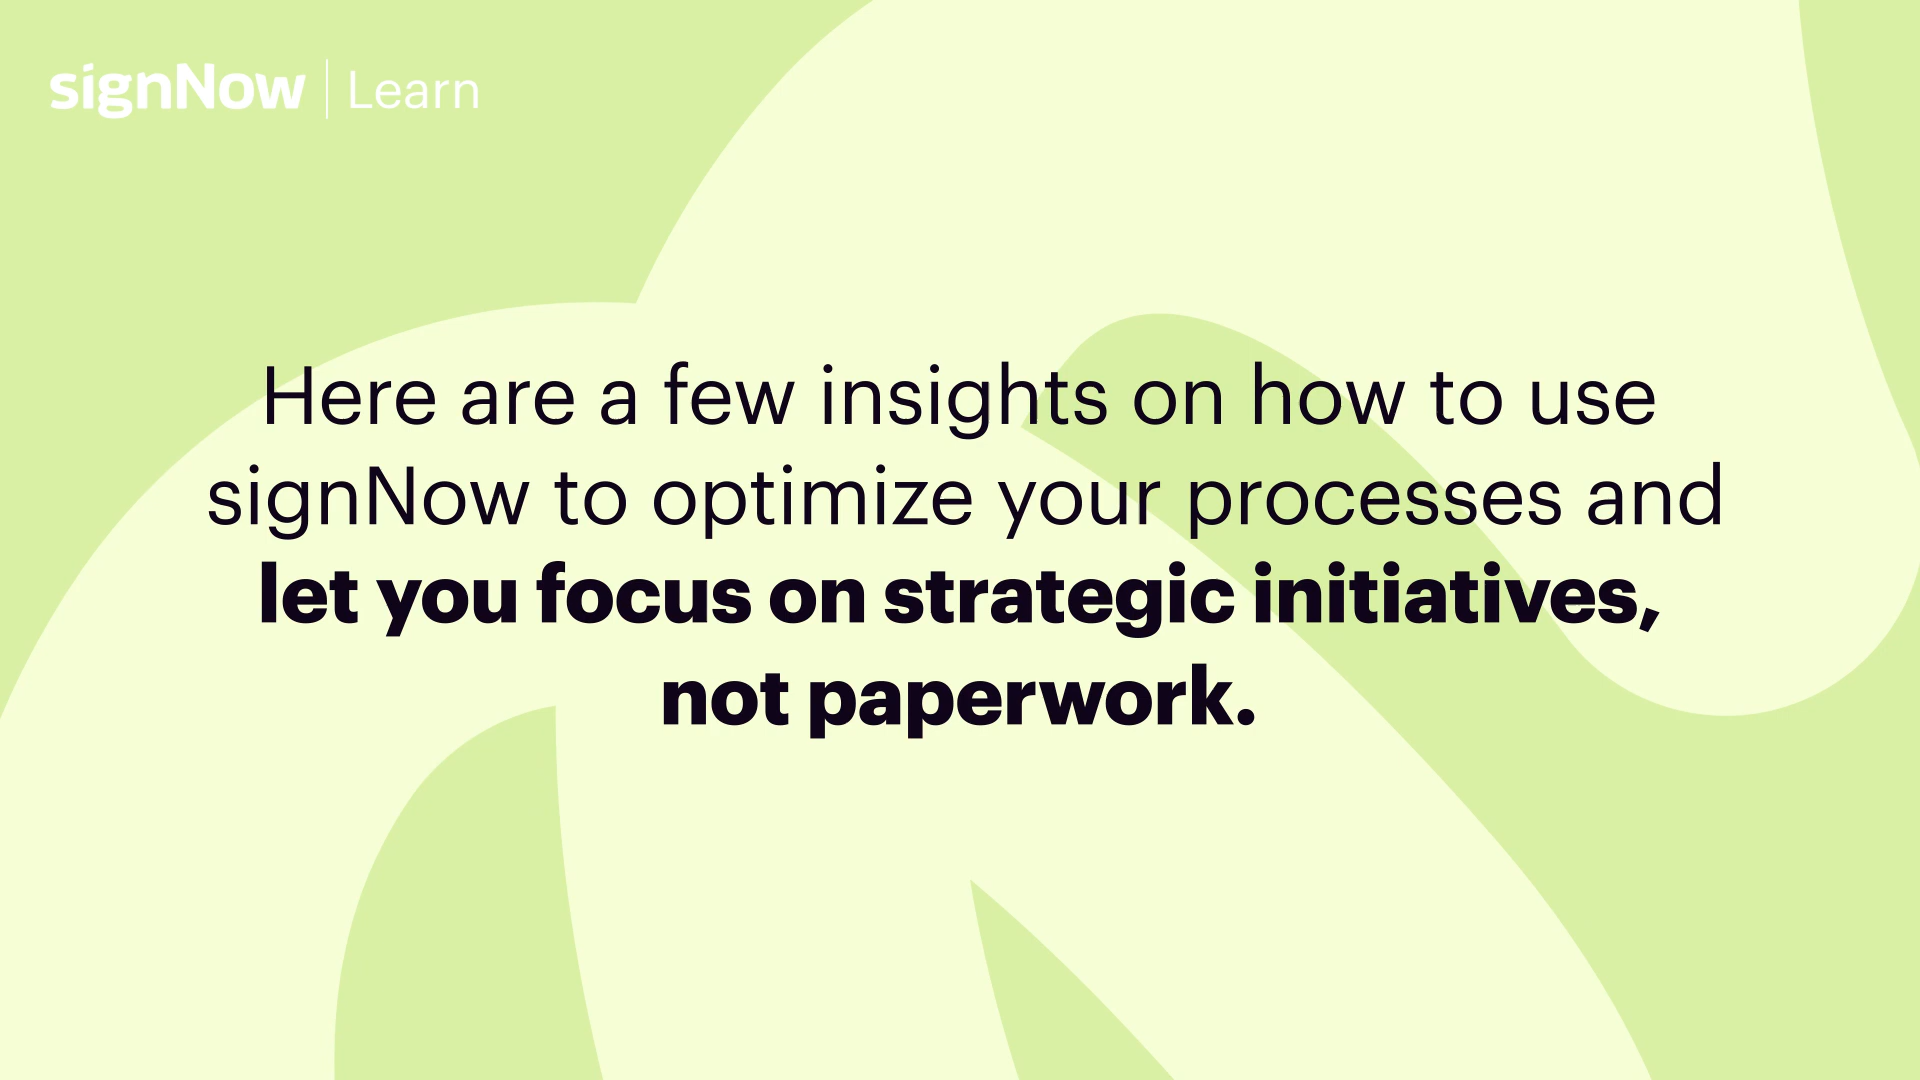 signNow | Learn
Here are a few insights on how to use
signNow to optimize your processes and
let you focus on strategic initiatives,
not paperwork.